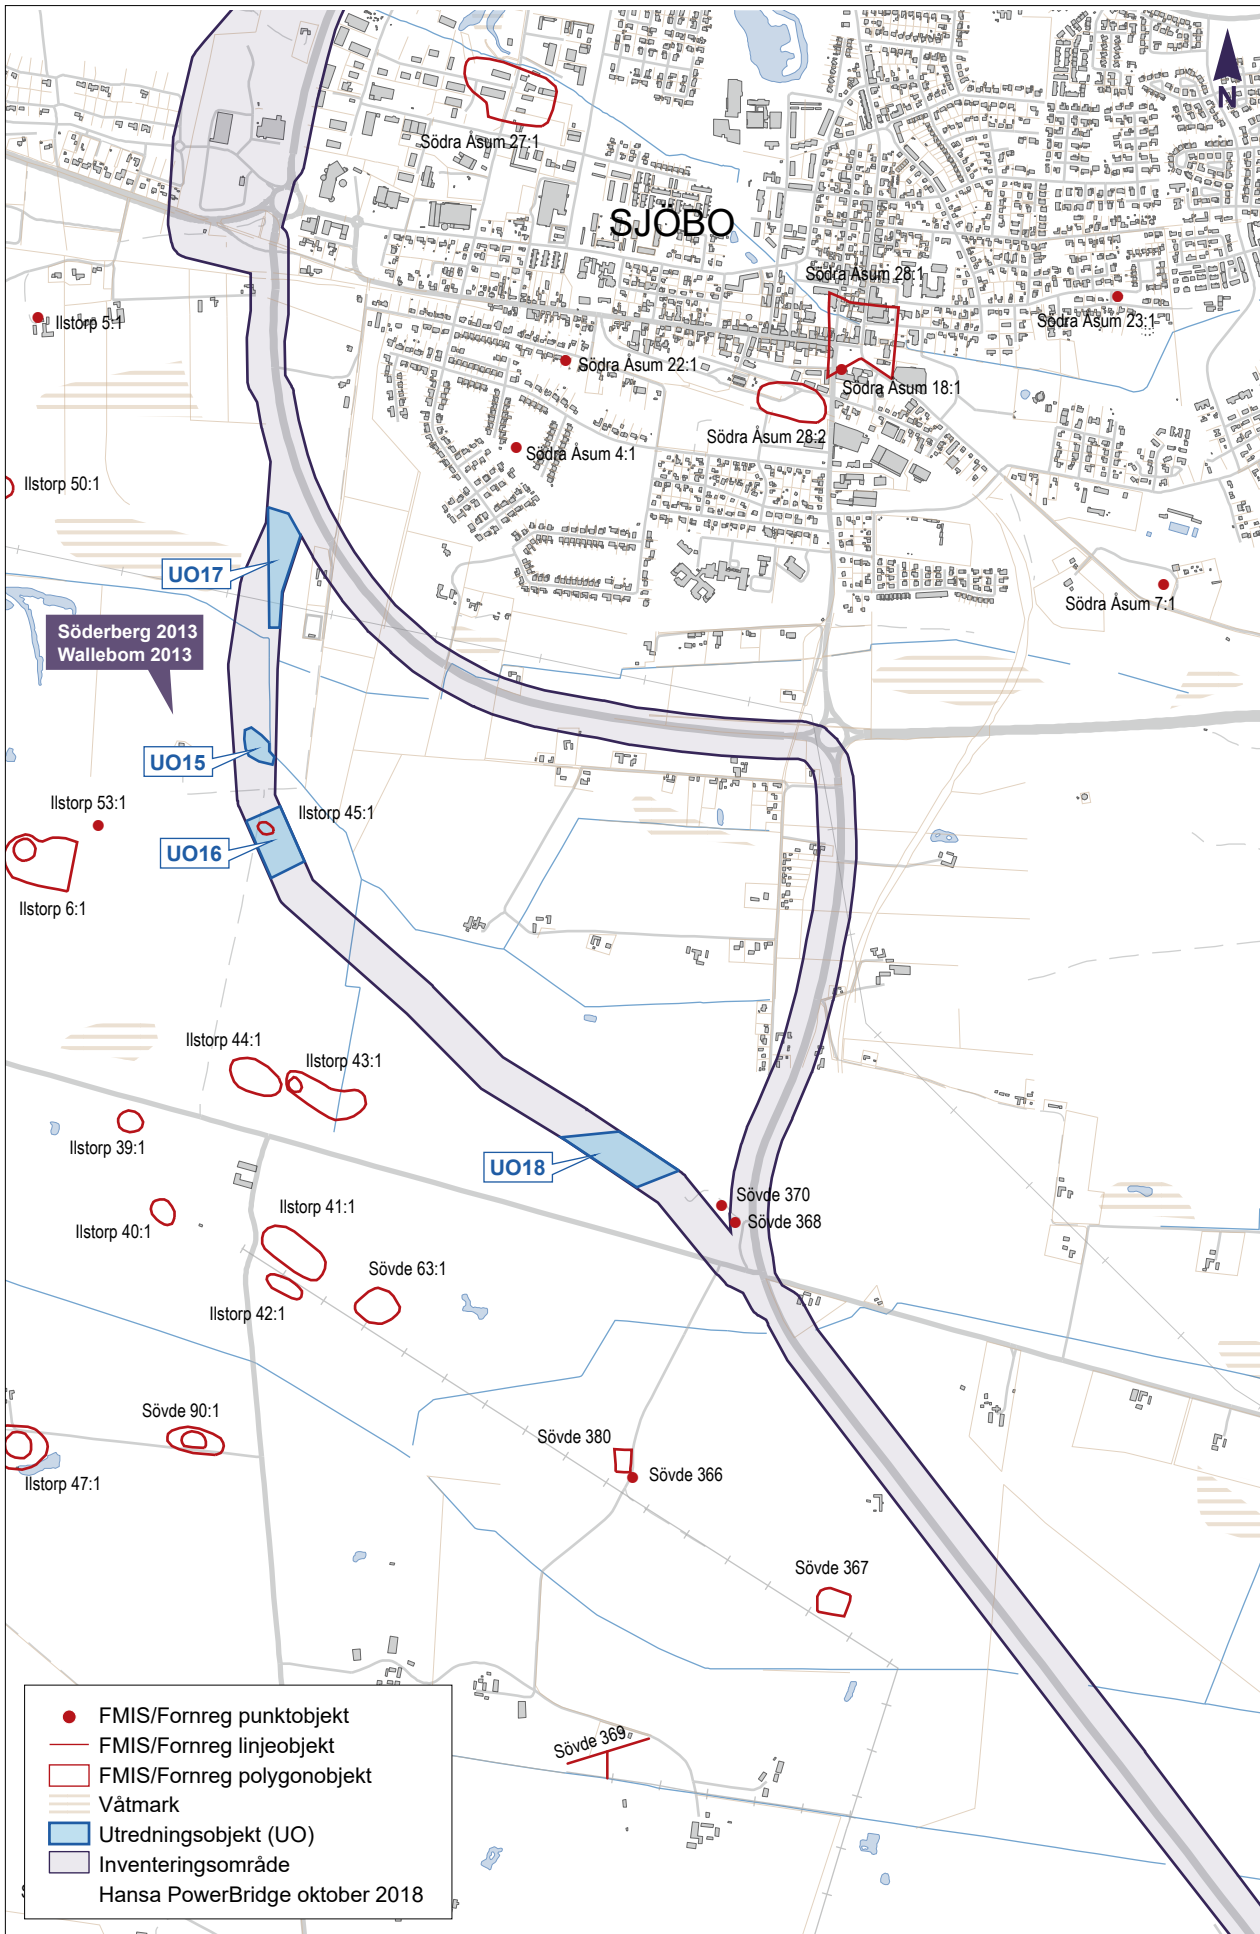 N
Södra Åsum 27:1
SJÖBO
Södra Åsum 28:1
Ilstorp 5:1
Södra Åsum 23:1
Södra Åsum 22:1
Södra Åsum 18:1
Södra Åsum 28:2
Södra Åsum 4:1
Ilstorp 50:1
UO17
Södra Åsum 7:1
Söderberg 2013
Wallebom 2013
UO15
Ilstorp 53:1
Ilstorp 45:1
UO16
Ilstorp 6:1
Ilstorp 44:1
Ilstorp 43:1
Ilstorp 39:1
UO18
Sövde 370
Ilstorp 41:1
Sövde 368
Ilstorp 40:1
Sövde 63:1
Ilstorp 42:1
Sövde 90:1
Sövde 380
Sövde 366
Ilstorp 47:1
Sövde 367
Sövde 369
FMIS/Fornreg punktobjekt
FMIS/Fornreg linjeobjekt
FMIS/Fornreg polygonobjekt
Våtmark
Utredningsobjekt (UO)
Inventeringsområde
Hansa PowerBridge oktober 2018